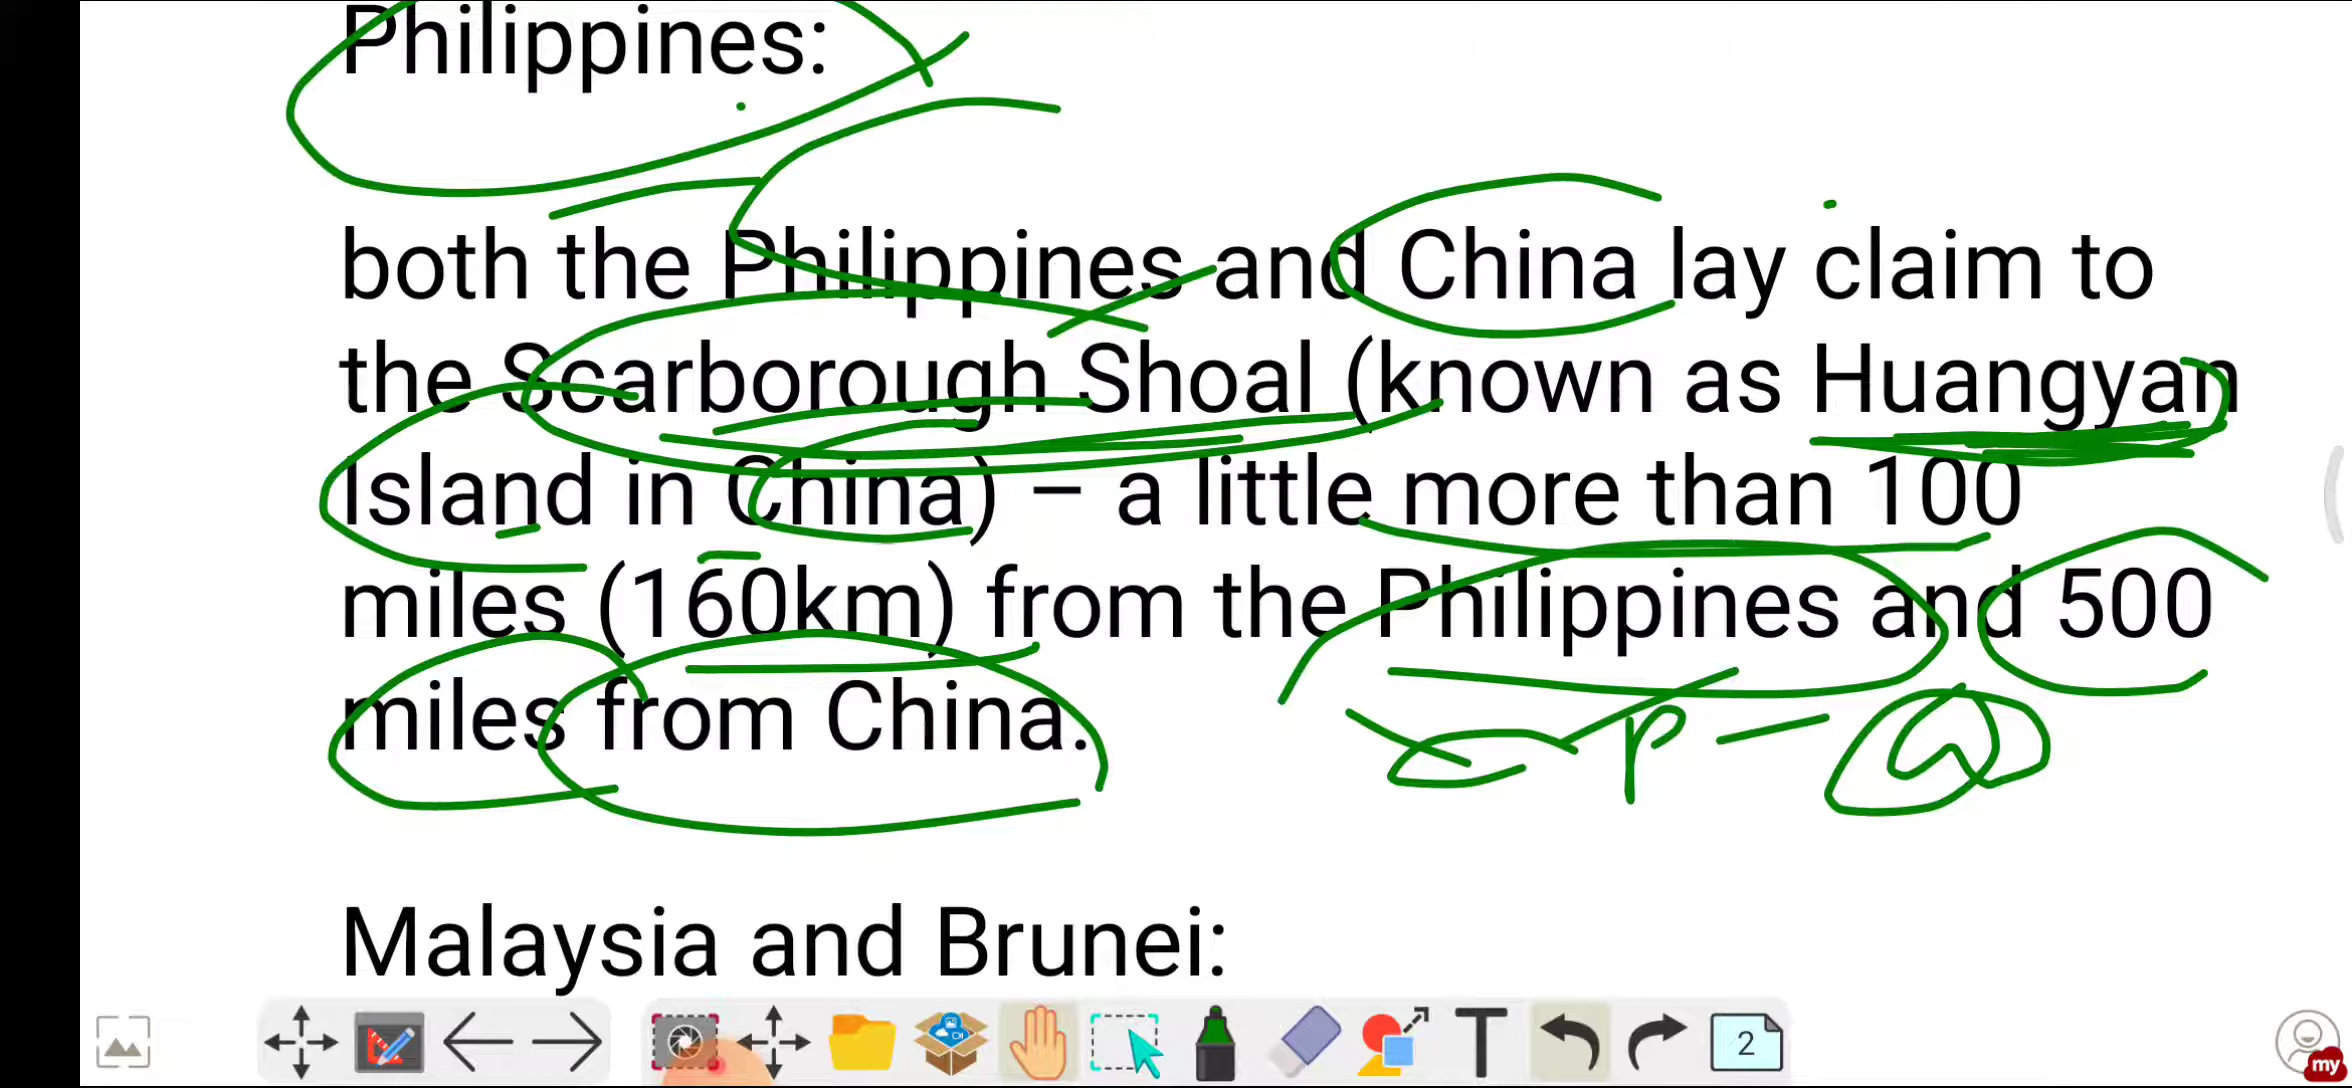 Philippines:
both the Philippines and China lay claim to
the Scarborough Shoal (known as Huangyan
Island in China) – a little more than 100
miles (160km) from the Philippines and 500
miles from China.
P –
Malaysia and Brunei:
T
2
my